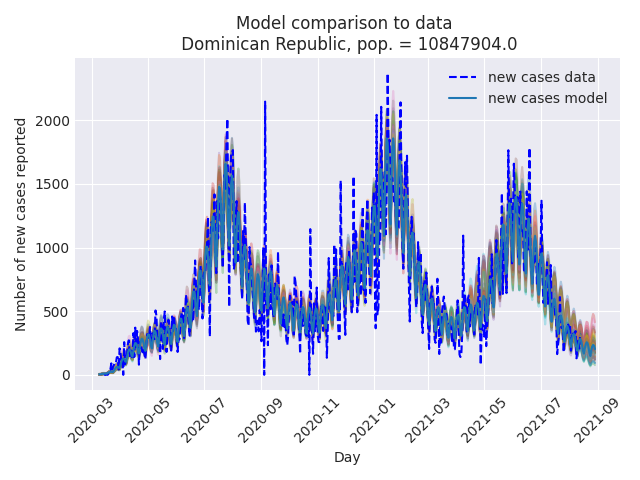 Model comparison to data
Dominican Republic, pop. = 10847904.0
new cases data
new cases model
Number of new cases reported
2000
1500
1000
500
0
2020-03
2020-05
2020-07
2020-09
2020-11
2021-01
2021-03
2021-05
2021-07
2021-09
Day